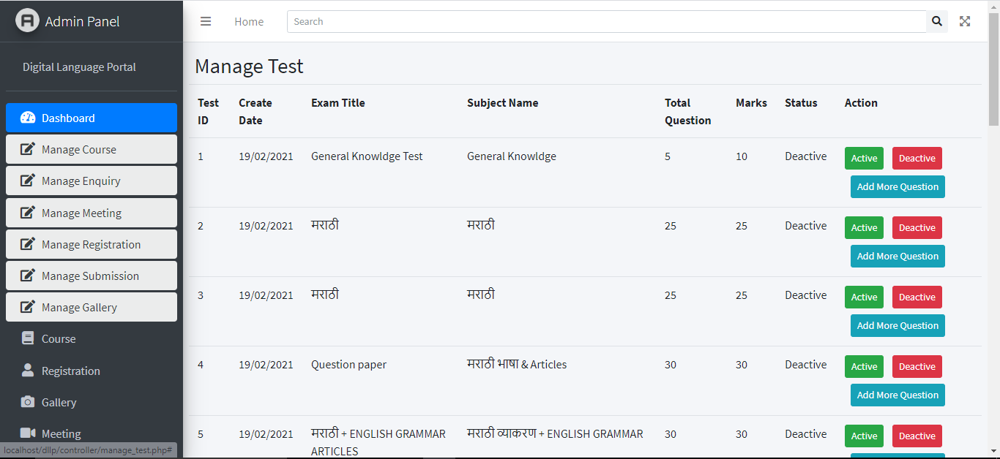 Admin Panel
Home
Search
Digital Language Portal
Dashboard
Manage Course
Manage Enquiry
Manage Meeting
Manage Registration
Manage Submission
Manage Gallery
Course
Registration
Gallery
Meeting
localhost/dllp/controller/manage_test.php#
Manage Test
Test ID Create Date Exam Title Subject Name Total Question Marks Status Action
1 19/02/2021 General Knowldge Test General Knowldge 5 10 Deactive Active Deactive
Add More Question
2 19/02/2021 मराठी मराठी 25 25 Deactive Active Deactive
Add More Question
3 19/02/2021 मराठी मराठी 25 25 Deactive Active Deactive
Add More Question
4 19/02/2021 Question paper मराठी भाषा & Articles 30 30 Deactive Active Deactive
Add More Question
5 19/02/2021 मराठी + ENGLISH GRAMMAR मराठी व्याकरण + ENGLISH GRAMMAR 30 30 Deactive Active Deactive
ARTICLES